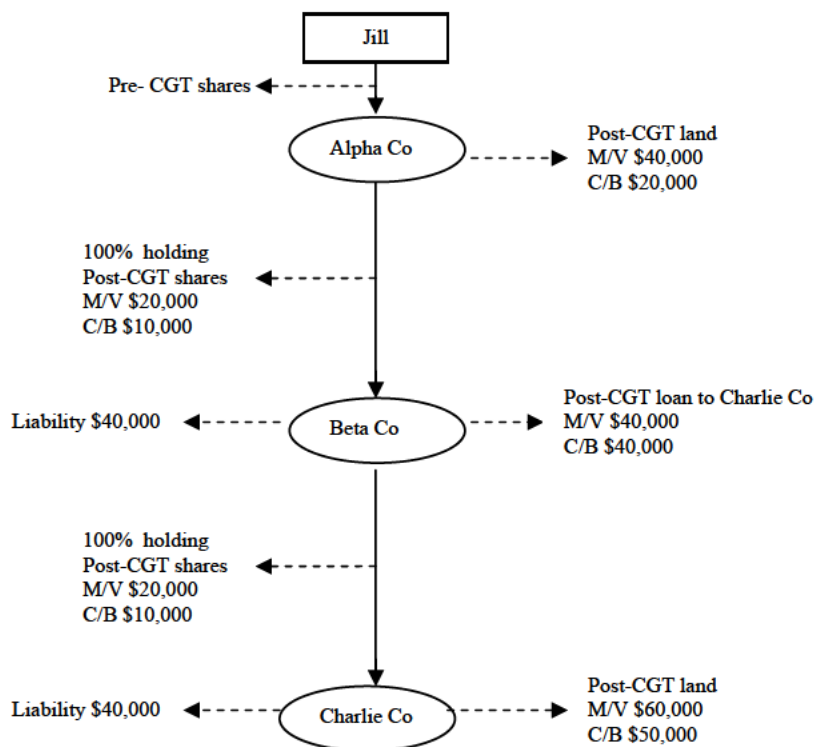 Jill
Pre- CGT shares
Alpha Co
Post-CGT land
M/V $40,000
C/B $20,000
100% holding
Post-CGT shares
M/V $20,000
C/B $10,000
Liability $40,000
Beta Co
Post-CGT loan to Charlie Co
M/V $40,000
C/B $40,000
100% holding
Post-CGT shares
M/V $20,000
C/B $10,000
Liability $40,000
Charlie Co
Post-CGT land
M/V $60,000
C/B $50,000